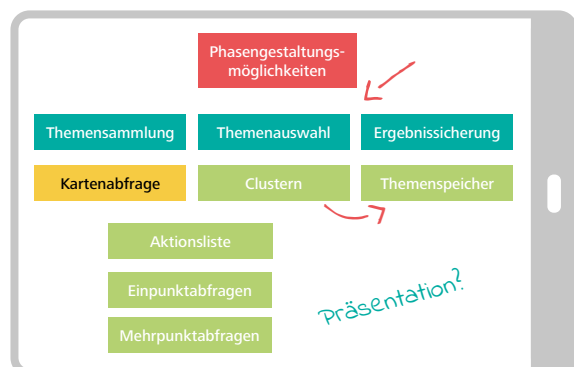 Phasengestaltungs-
möglichkeiten
Themensammlung
Themenauswahl
Ergebnissicherung
Kartenabfrage
Clustern
Themenspeicher
Aktionsliste
Einpunktabfragen
Mehrpunktabfragen
Präsentation?